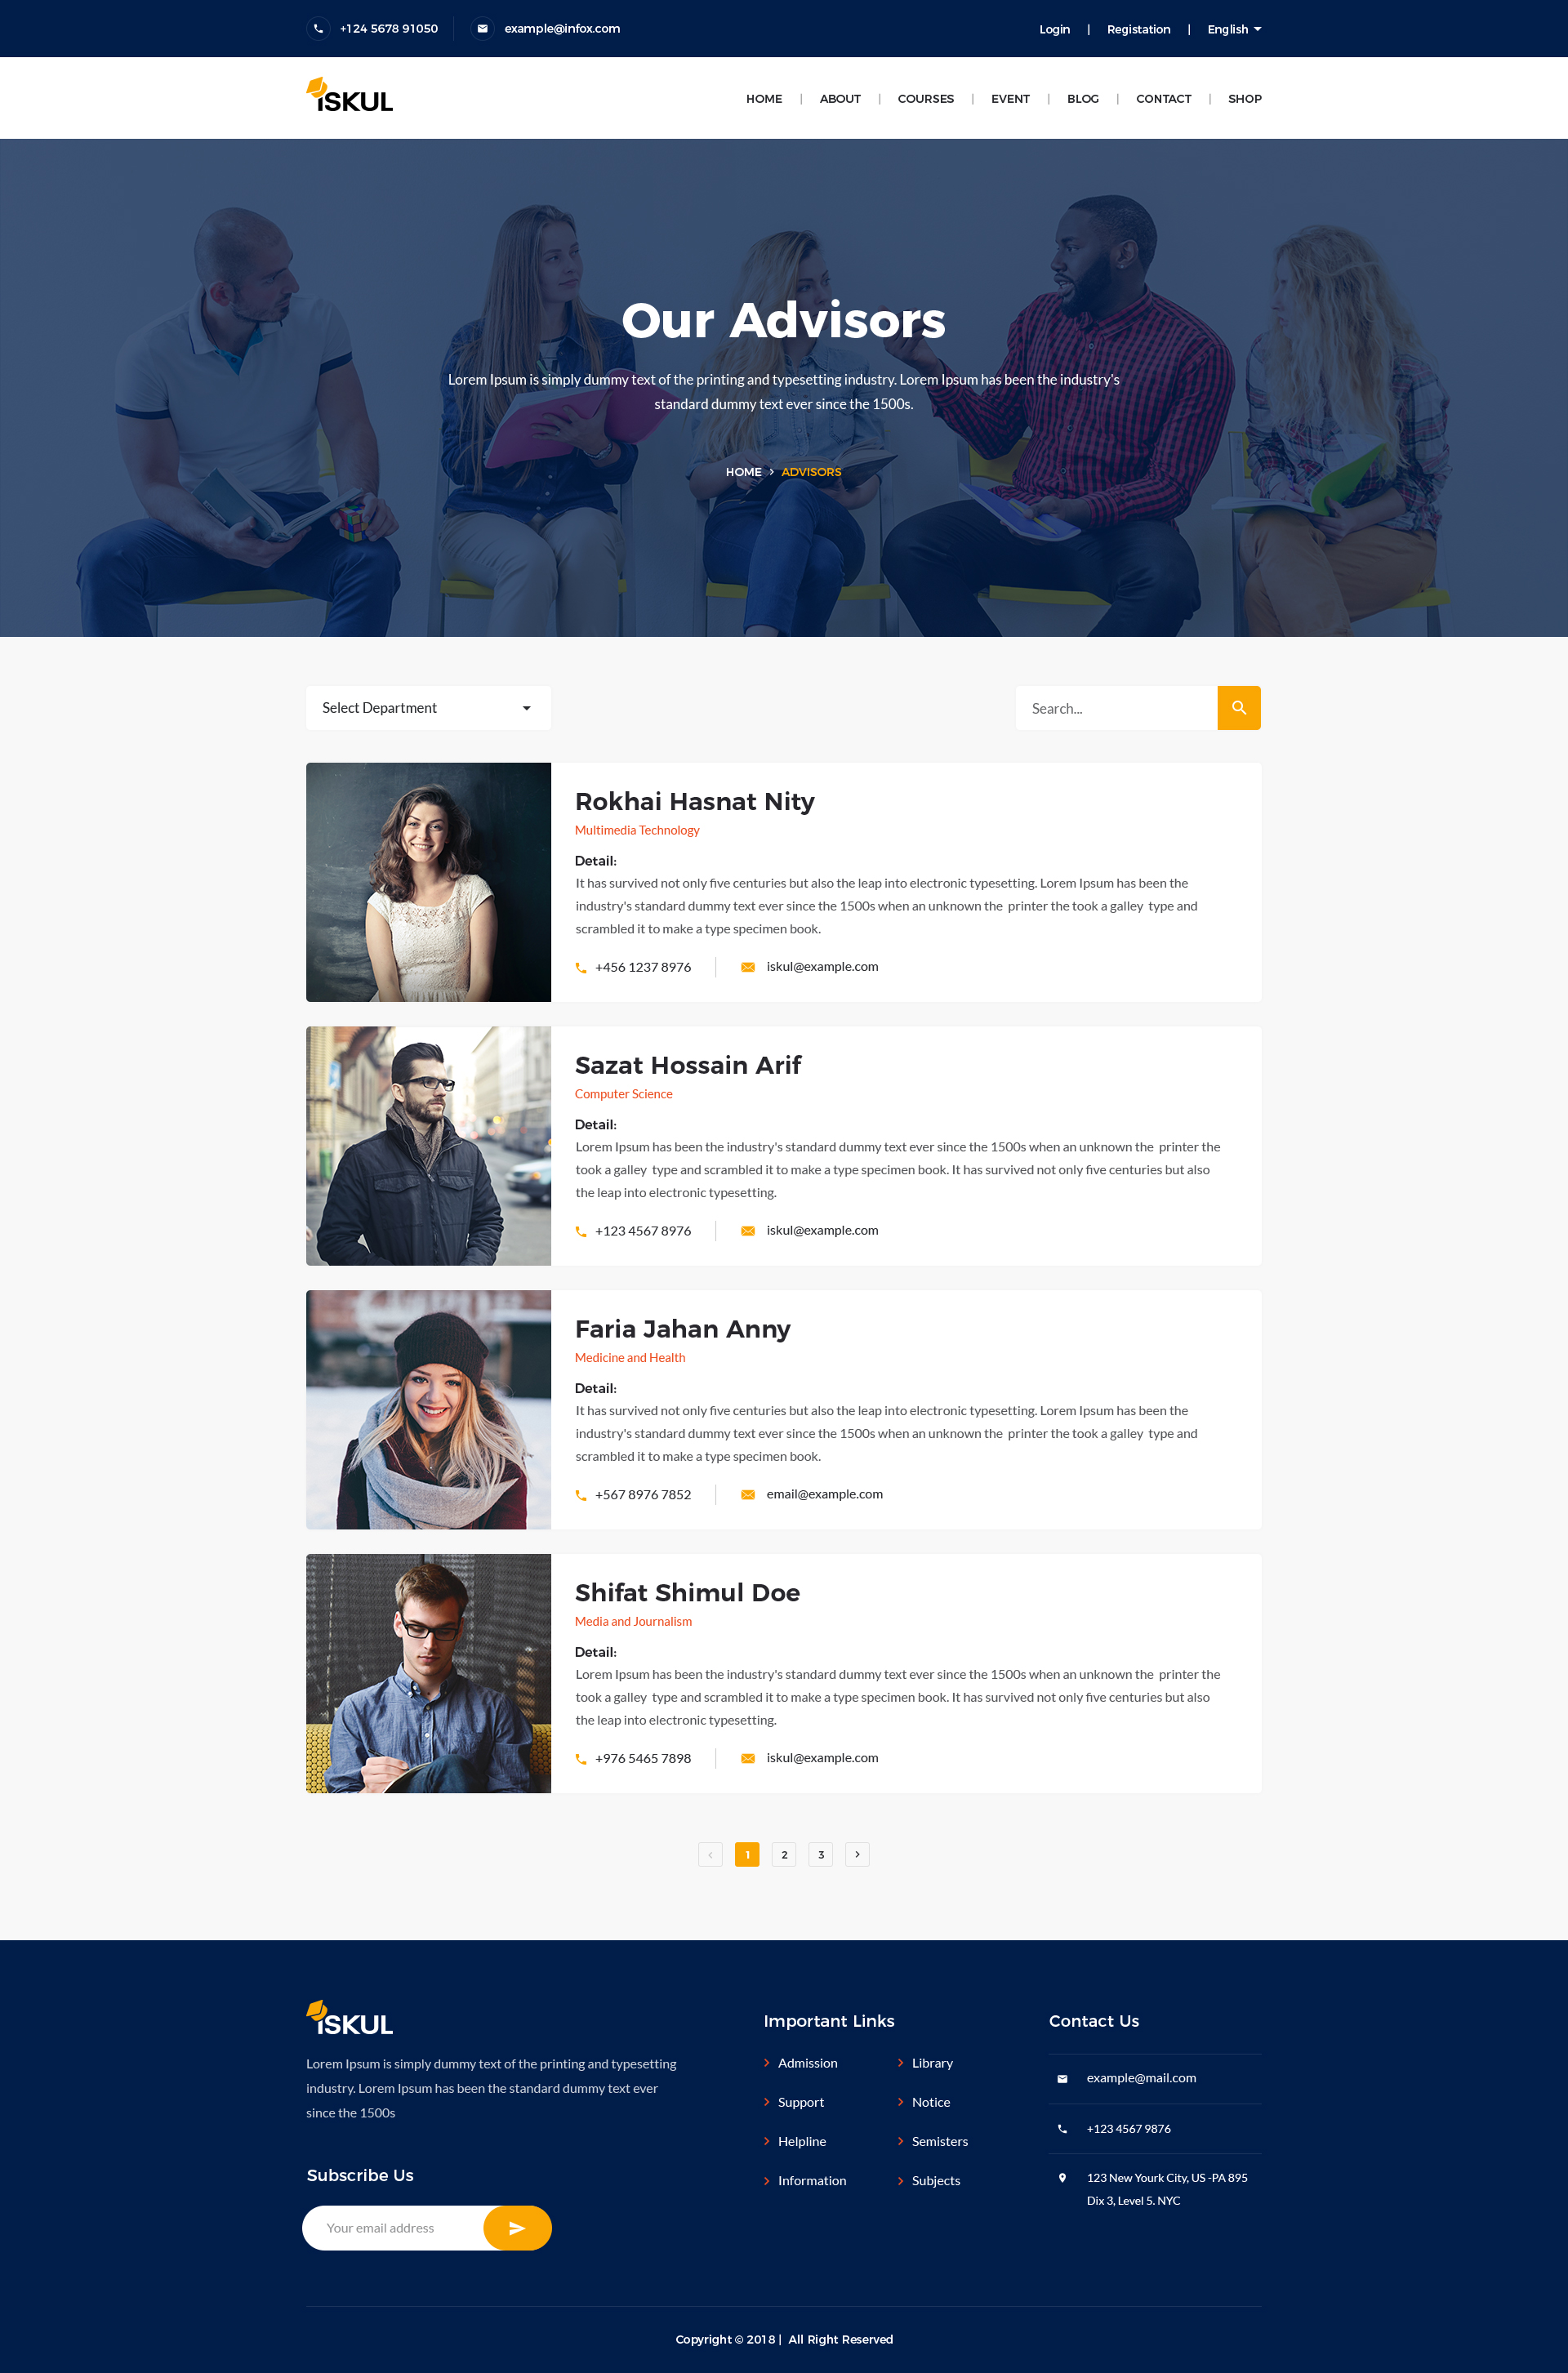 +124 5678 91050
example@infox.com
Login | Registation | English
ISKUL
HOME | ABOUT | COURSES | EVENT | BLOG | CONTACT | SHOP
Our Advisors
Lorem Ipsum is simply dummy text of the printing and typesetting industry. Lorem Ipsum has been the industry's
standard dummy text ever since the 1500s.
HOME > ADVISORS
Select Department
Search...
Rokhai Hasnat Nity
Multimedia Technology
Detail:
It has survived not only five centuries but also the leap into electronic typesetting. Lorem Ipsum has been the
industry's standard dummy text ever since the 1500s when an unknown the printer the took a galley type and
scrambled it to make a type specimen book.
+456 1237 8976
iskul@example.com
Sazat Hossain Arif
Computer Science
Detail:
Lorem Ipsum has been the industry's standard dummy text ever since the 1500s when an unknown the printer the
took a galley type and scrambled it to make a type specimen book. It has survived not only five centuries but also
the leap into electronic typesetting.
+123 4567 8976
iskul@example.com
Faria Jahan Anny
Medicine and Health
Detail:
It has survived not only five centuries but also the leap into electronic typesetting. Lorem Ipsum has been the
industry's standard dummy text ever since the 1500s when an unknown the printer the took a galley type and
scrambled it to make a type specimen book.
+567 8976 7852
email@example.com
Shifat Shimul Doe
Media and Journalism
Detail:
Lorem Ipsum has been the industry's standard dummy text ever since the 1500s when an unknown the printer the
took a galley type and scrambled it to make a type specimen book. It has survived not only five centuries but also
the leap into electronic typesetting.
+976 5465 7898
iskul@example.com
< 1 2 3 >
ISKUL
Lorem Ipsum is simply dummy text of the printing and typesetting
industry. Lorem Ipsum has been the standard dummy text ever
since the 1500s
Subscribe Us
Your email address
Important Links
Admission
Support
Helpline
Information
Library
Notice
Semisters
Subjects
Contact Us
example@mail.com
+123 4567 9876
123 New Yourk City, US -PA 895
Dix 3, Level 5. NYC
Copyright © 2018 | All Right Reserved